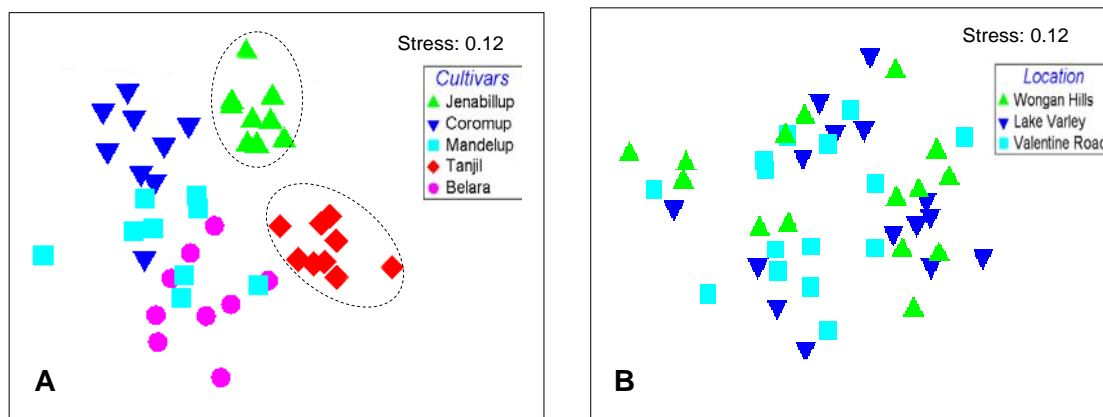 Stress: 0.12
Cultivars
Jenabillup
Coromup
Mandelup
Tanjil
Belara
A
Stress: 0.12
Location
Wongan Hills
Lake Varley
Valentine Road
B